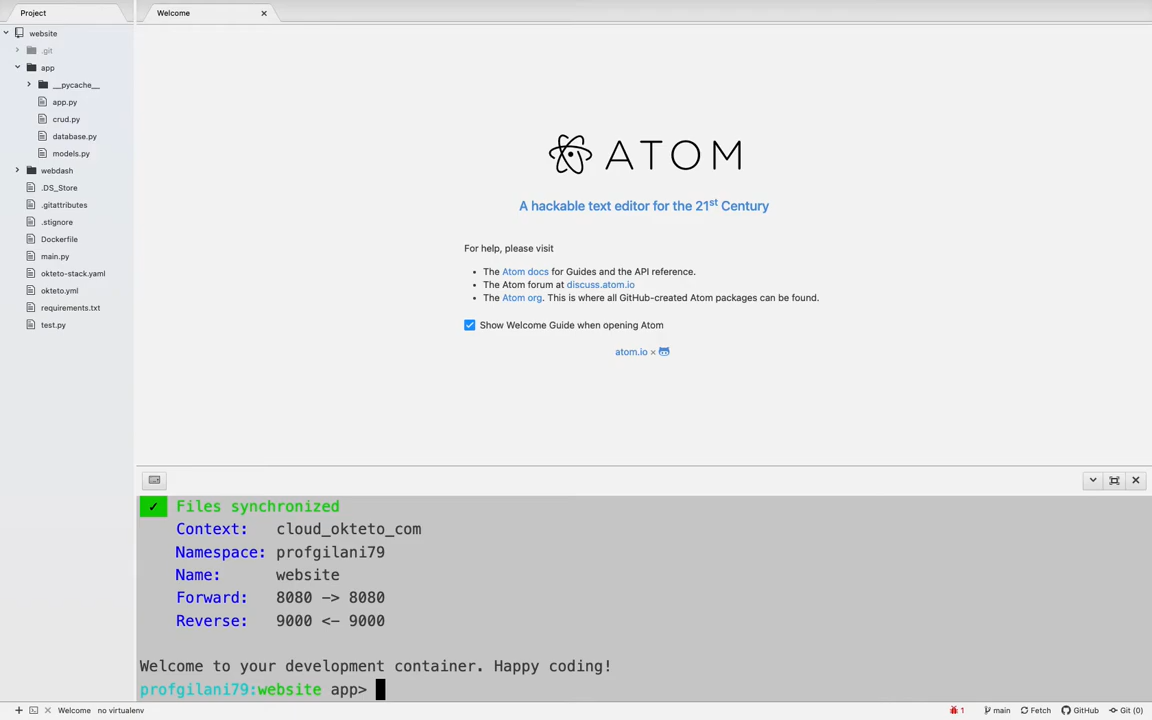 Project
Welcome
website
.git
app
__pycache__
app.py
crud.py
database.py
models.py
webdash
.DS_Store
.gitattributes
.stignore
Dockerfile
main.py
okteto-stack.yaml
okteto.yml
requirements.txt
test.py
ATOM
A hackable text editor for the 21st Century
For help, please visit
• The Atom docs for Guides and the API reference.
• The Atom forum at discuss.atom.io
• The Atom org. This is where all GitHub-created Atom packages can be found.
Show Welcome Guide when opening Atom
atom.io ×
✓ Files synchronized
Context: cloud_okteto_com
Namespace: profgilani79
Name: website
Forward: 8080 -> 8080
Reverse: 9000 <- 9000
Welcome to your development container. Happy coding!
profgilani79:website app>
Welcome no virtualenv
1 main Fetch GitHub Git (0)